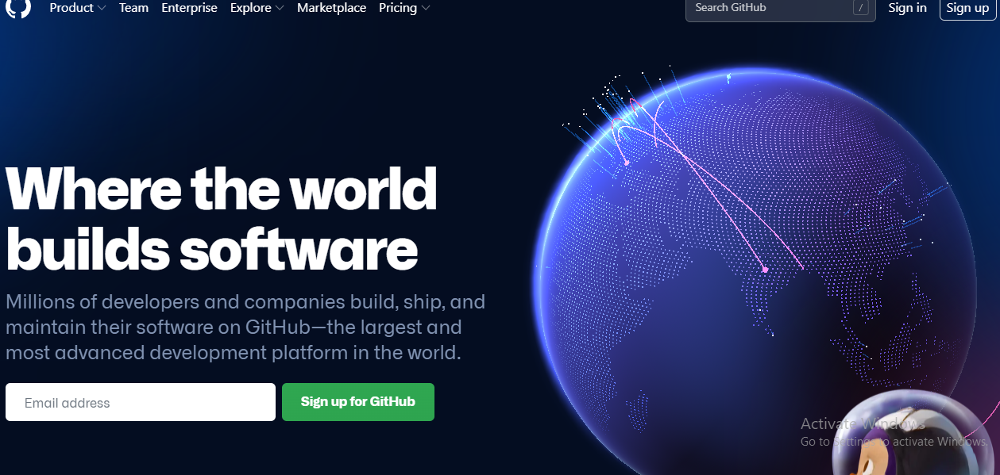 Product Team Enterprise Explore Marketplace Pricing Search GitHub / Sign in Sign up
Where the world
builds software
Millions of developers and companies build, ship, and
maintain their software on GitHub—the largest and
most advanced development platform in the world.
Email address Sign up for GitHub
Activate Windows
Go to Settings to activate Windows.